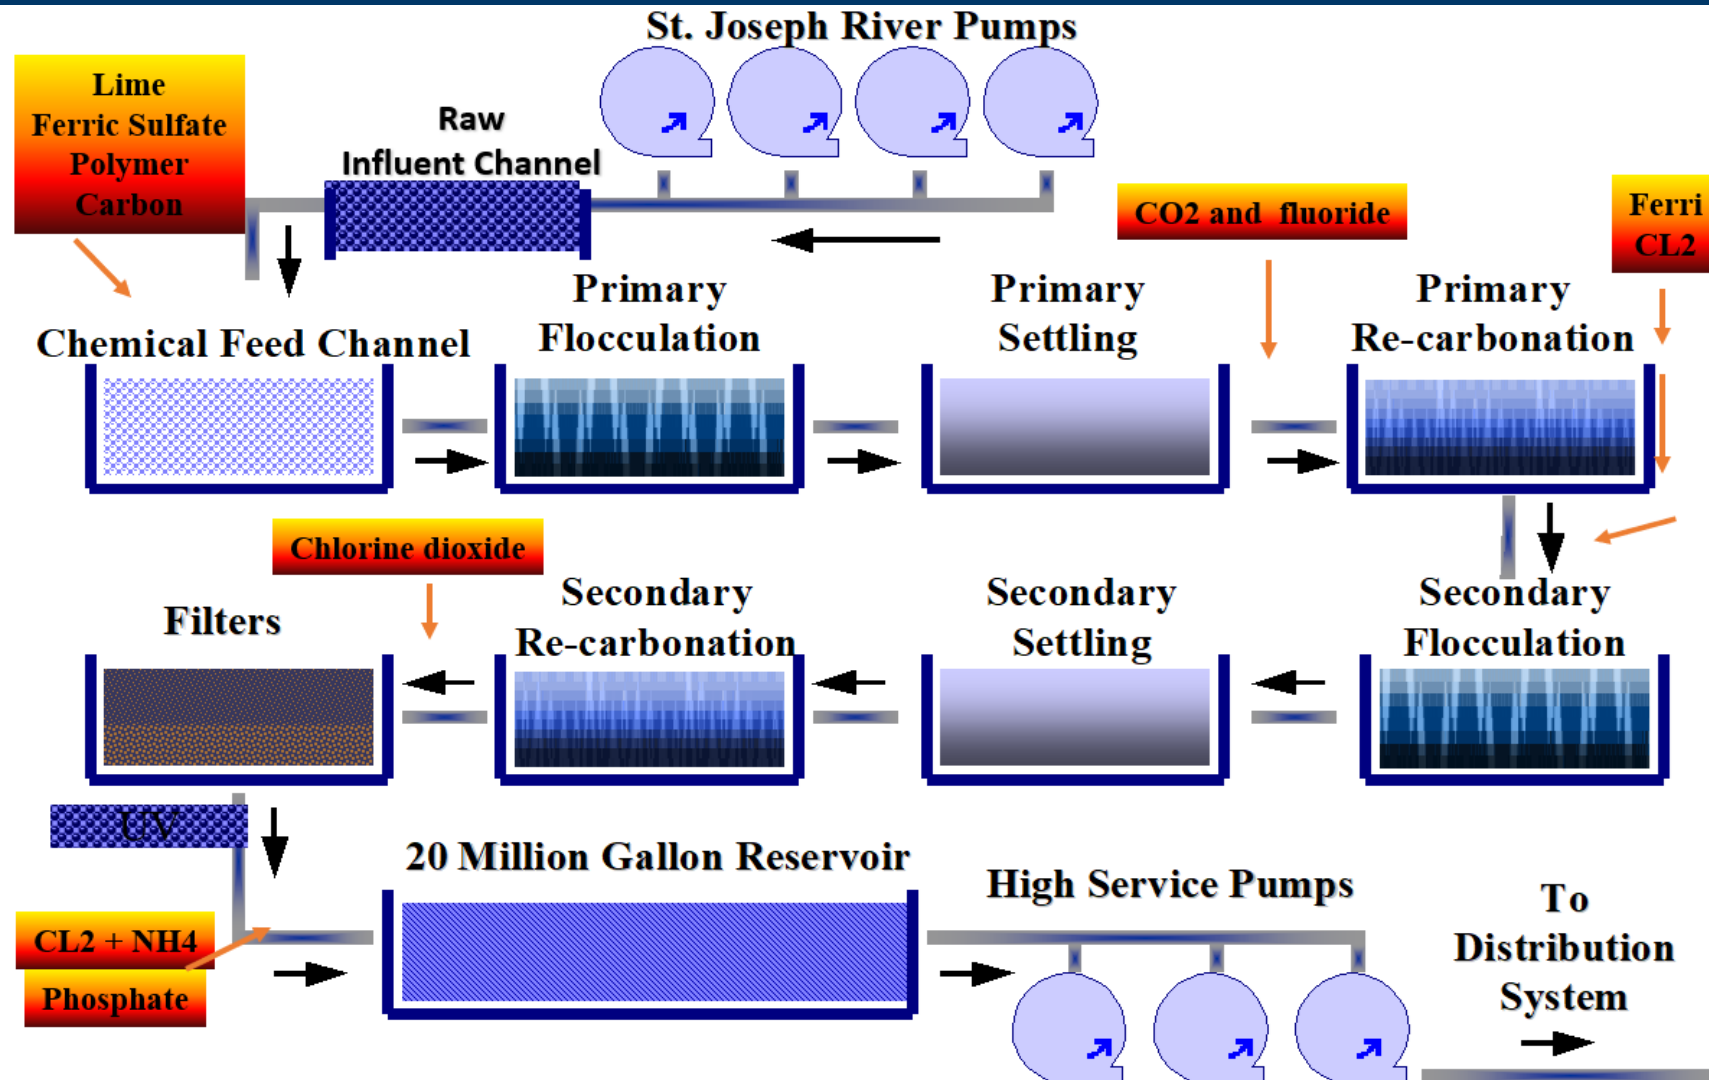 St. Joseph River Pumps
Lime
Ferric Sulfate
Polymer
Carbon
Raw
Influent Channel
CO2 and fluoride
Ferri
CL2
Chemical Feed Channel
Primary
Flocculation
Primary
Settling
Primary
Re-carbonation
Chlorine dioxide
Filters
Secondary
Re-carbonation
Secondary
Settling
Secondary
Flocculation
UV
20 Million Gallon Reservoir
High Service Pumps
To
Distribution
System
CL2 + NH4
Phosphate